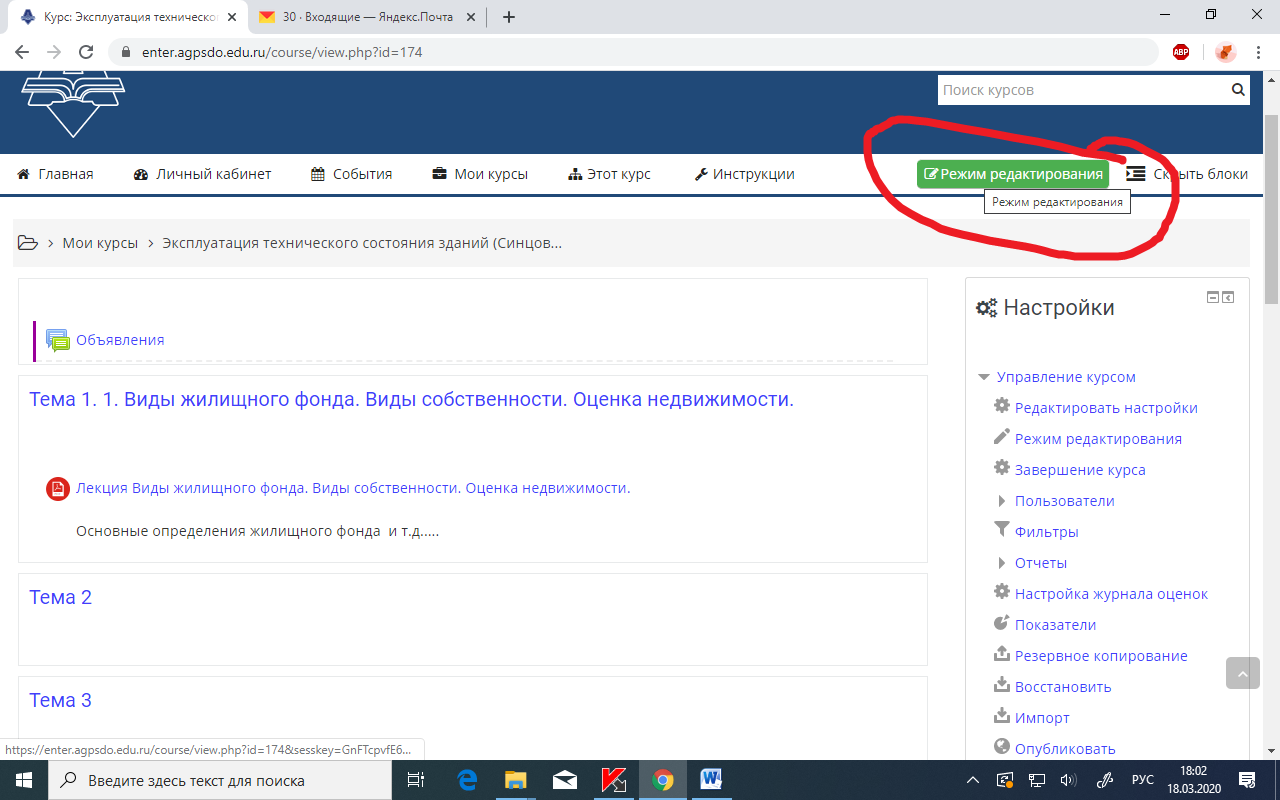 Курс: Эксплуатация техническо
30 · Входящие — Яндекс.Почта
enter.agpsdo.edu.ru/course/view.php?id=174
ABP
Поиск курсов
Главная
Личный кабинет
События
Мои курсы
Этот курс
Инструкции
Режим редактирования
Скрыть блоки
Режим редактирования
Мои курсы
Эксплуатация технического состояния зданий (Синцов...
Объявления
Тема 1. 1. Виды жилищного фонда. Виды собственности. Оценка недвижимости.
Лекция Виды жилищного фонда. Виды собственности. Оценка недвижимости.
Основные определения жилищного фонда и т.д.....
Тема 2
Тема 3
Настройки
Управление курсом
Редактировать настройки
Режим редактирования
Завершение курса
Пользователи
Фильтры
Отчеты
Настройка журнала оценок
Показатели
Резервное копирование
Восстановить
Импорт
Опубликовать
https://enter.agpsdo.edu.ru/course/view.php?id=174&sesskey=GnFTcpvfE6...
Введите здесь текст для поиска
РУС
18:02
18.03.2020